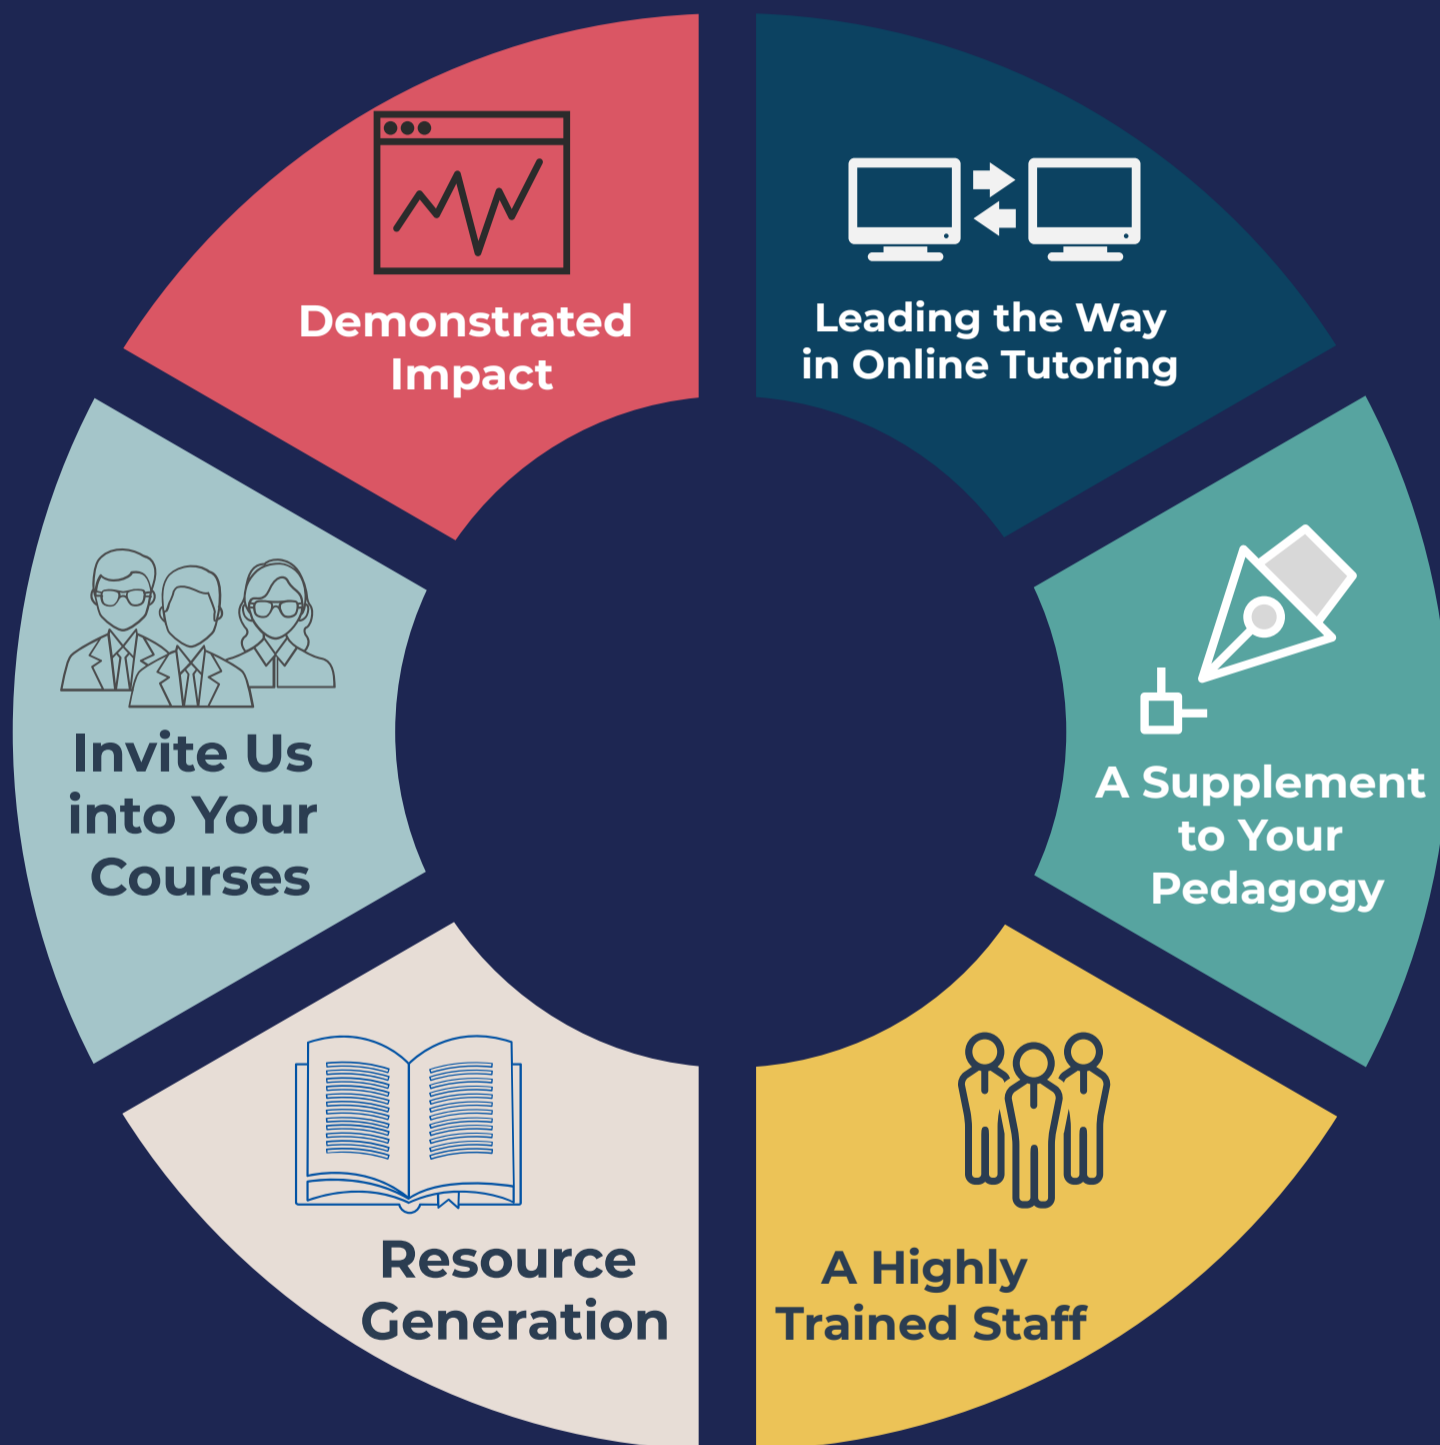 Demonstrated
Impact
Leading the Way
in Online Tutoring
A Supplement
to Your
Pedagogy
A Highly
Trained Staff
Resource
Generation
Invite Us
into Your
Courses